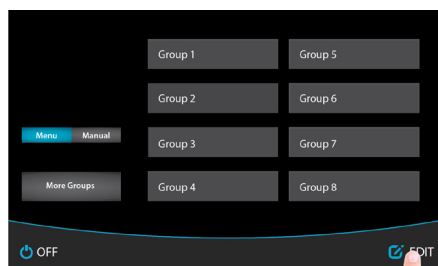 Group 1
Group 5
Group 2
Group 6
Menu
Manual
Group 3
Group 7
More Groups
Group 4
Group 8
OFF
EDIT